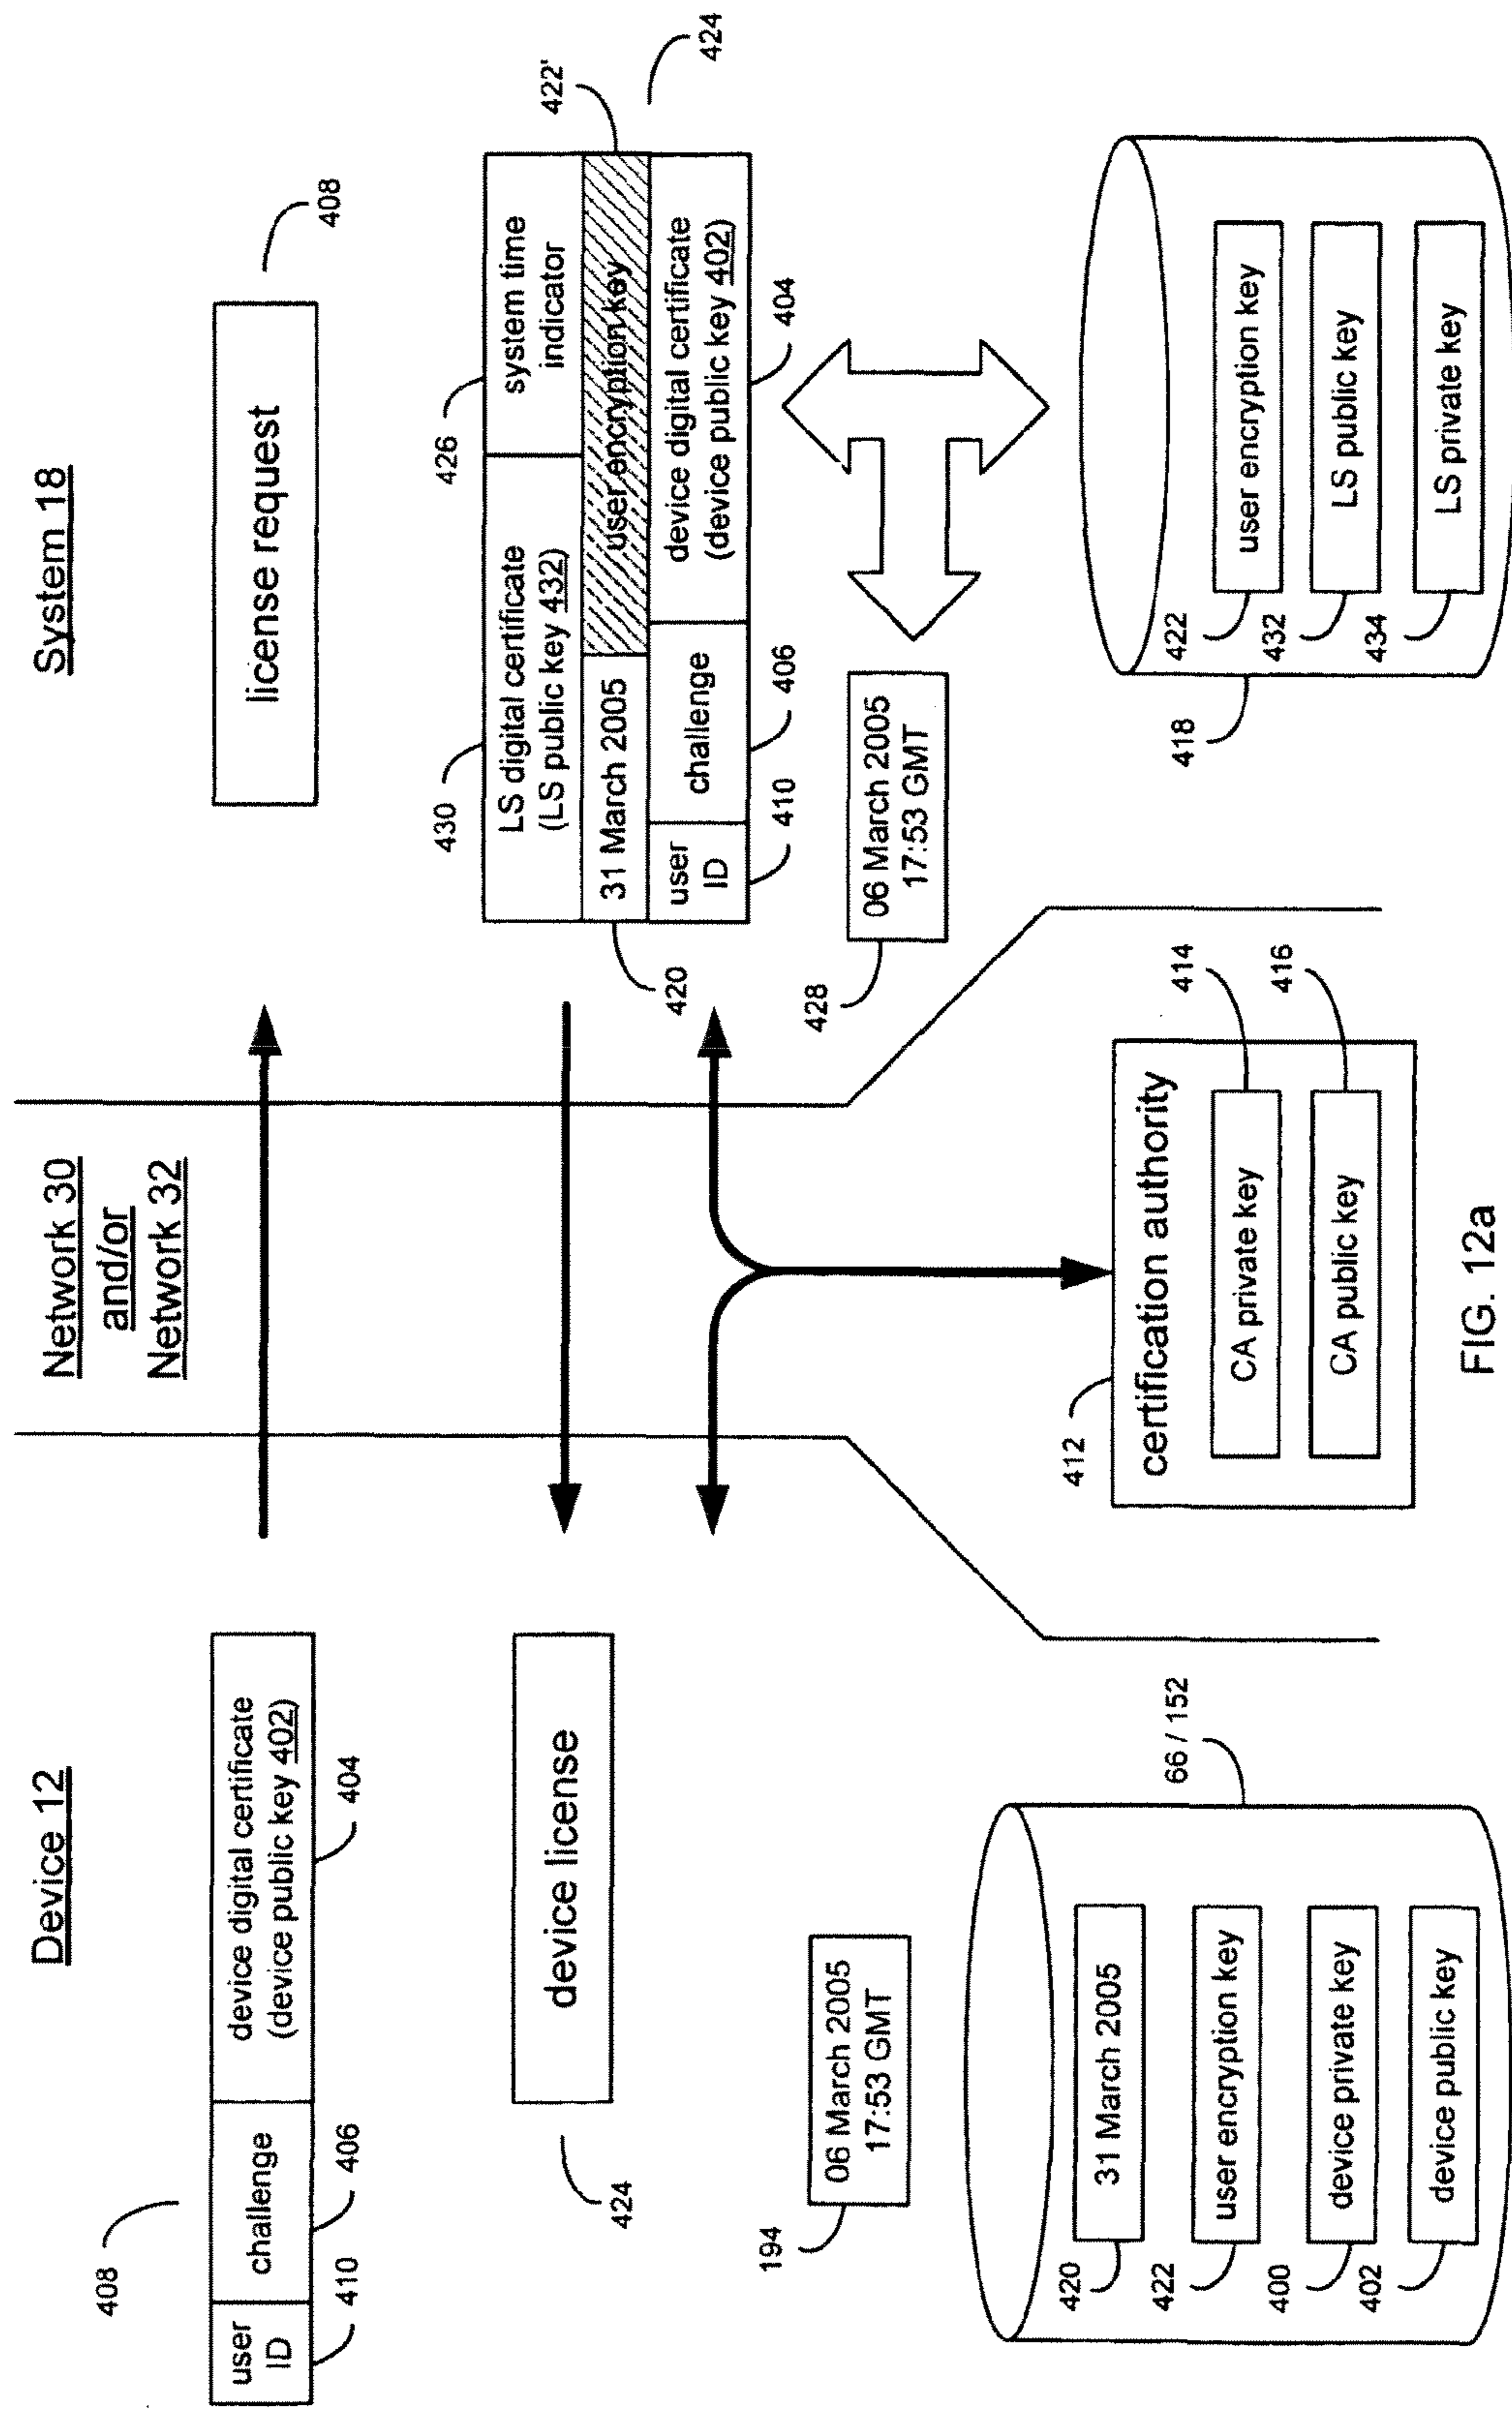 Device 12
Network 30
and/or
Network 32
System 18
408
user
ID
challenge
device digital certificate
(device public key 402)
410
406
404
license request
408
device license
424
430
426
422'
LS digital certificate
(LS public key 432)
system time
indicator
31 March 2005
user encryption key
user
ID
challenge
device digital certificate
(device public key 402)
424
420
410
406
404
194
06 March 2005
17:53 GMT
428
06 March 2005
17:53 GMT
66 / 152
420
31 March 2005
422
user encryption key
400
device private key
402
device public key
412
certification authority
414
CA private key
416
CA public key
418
422
user encryption key
432
LS public key
434
LS private key
FIG. 12a